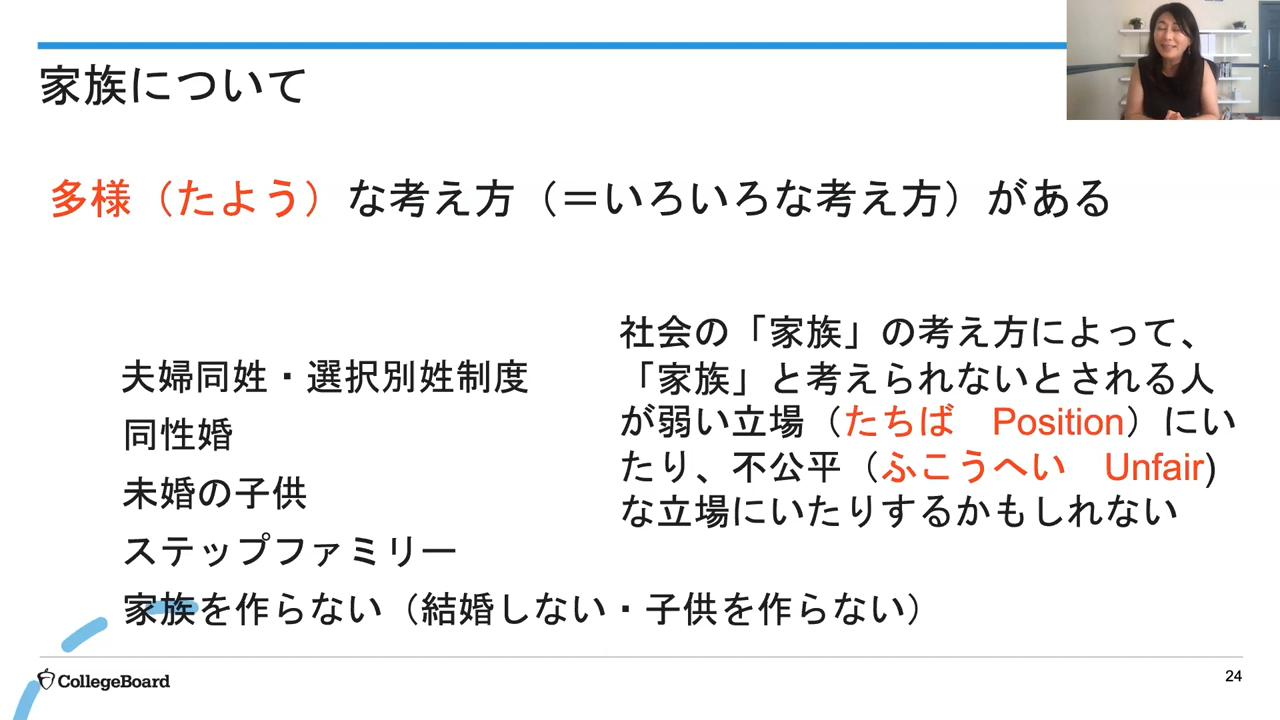 家族について
多様（たよう）な考え方（＝いろいろな考え方）がある
夫婦同姓・選択別姓制度
同性婚
未婚の子供
ステップファミリー
家族を作らない（結婚しない・子供を作らない）
社会の「家族」の考え方によって、
「家族」と考えられないとされる人
が弱い立場（たちば　Position）にい
たり、不公平（ふこうへい　Unfair)
な立場にいたりするかもしれない
CollegeBoard
24